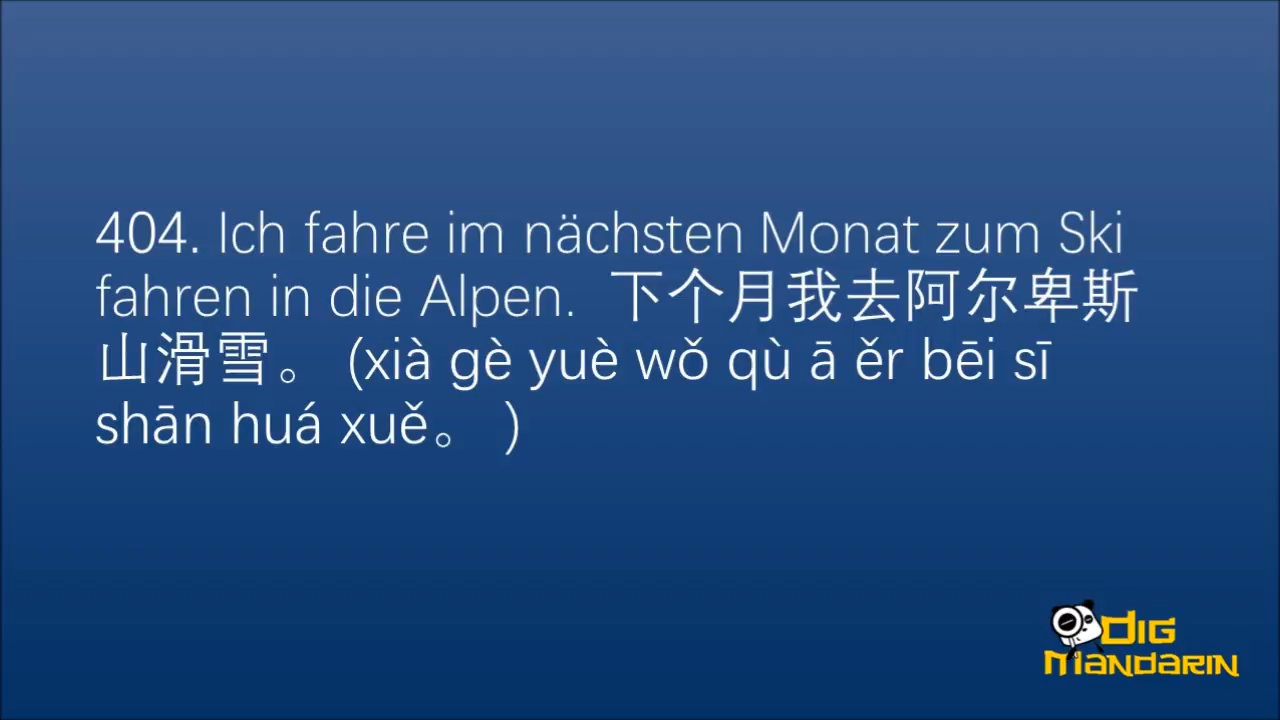 404. Ich fahre im nächsten Monat zum Ski
fahren in die Alpen. 下个月我去阿尔卑斯
山滑雪。 (xià gè yuè wǒ qù ā ěr bēi sī
shān huá xuě。 )
DIG
MANDARIN